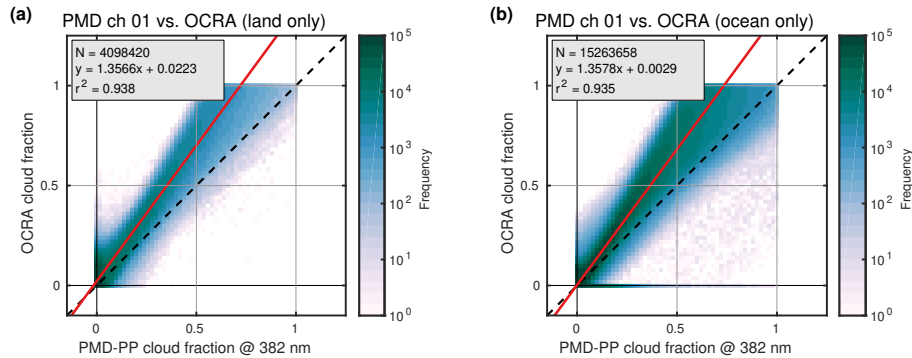 (a)
PMD ch 01 vs. OCRA (land only)
N = 4098420
y = 1.3566x + 0.0223
r² = 0.938
OCRA cloud fraction
1
0.5
0
0
0.5
1
PMD-PP cloud fraction @ 382 nm
10⁵
10⁴
10³
10²
10¹
10⁰
Frequency
(b)
PMD ch 01 vs. OCRA (ocean only)
N = 15263658
y = 1.3578x + 0.0029
r² = 0.935
OCRA cloud fraction
1
0.5
0
0
0.5
1
PMD-PP cloud fraction @ 382 nm
10⁵
10⁴
10³
10²
10¹
10⁰
Frequency